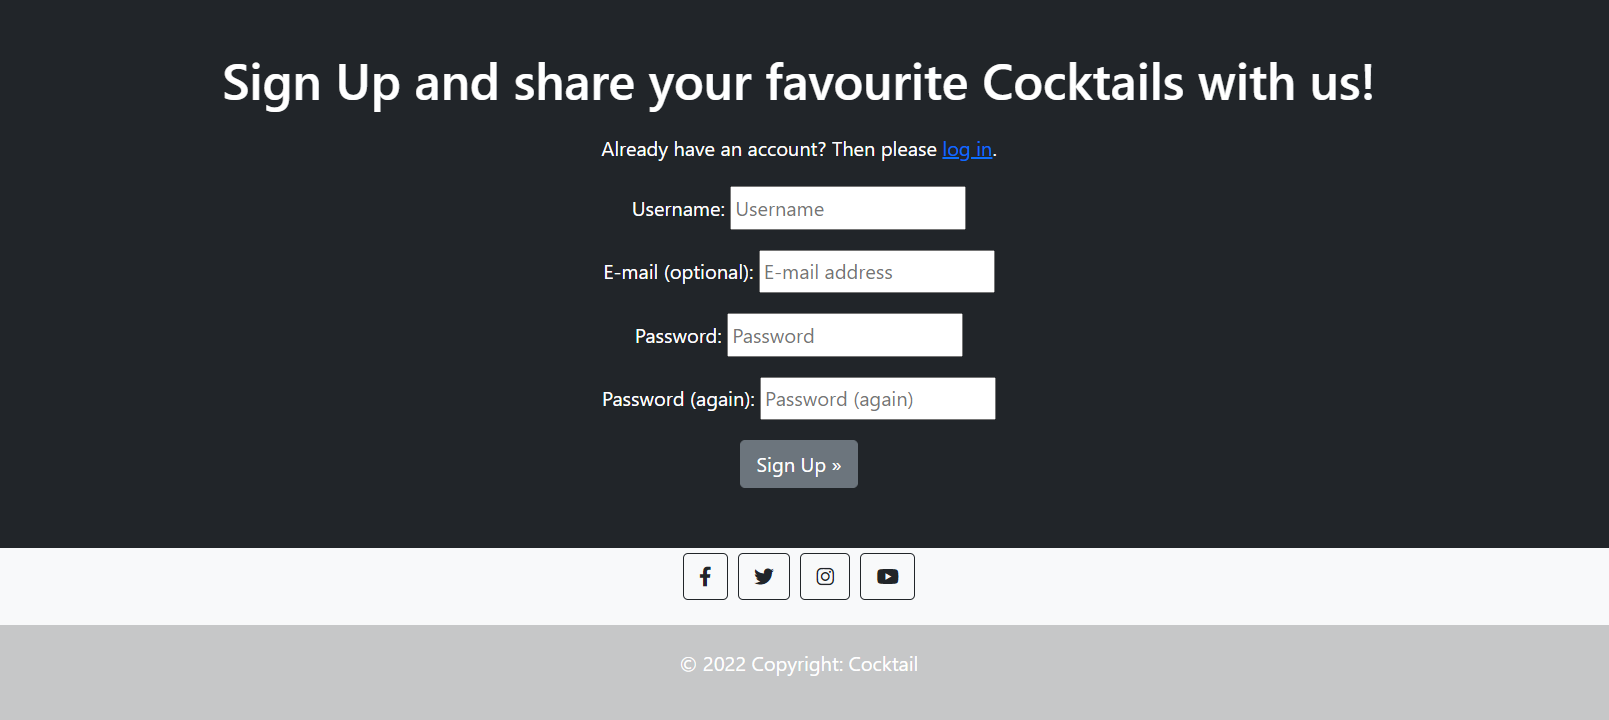 Sign Up and share your favourite Cocktails with us!
Already have an account? Then please log in.
Username: Username
E-mail (optional): E-mail address
Password: Password
Password (again): Password (again)
Sign Up »
© 2022 Copyright: Cocktail